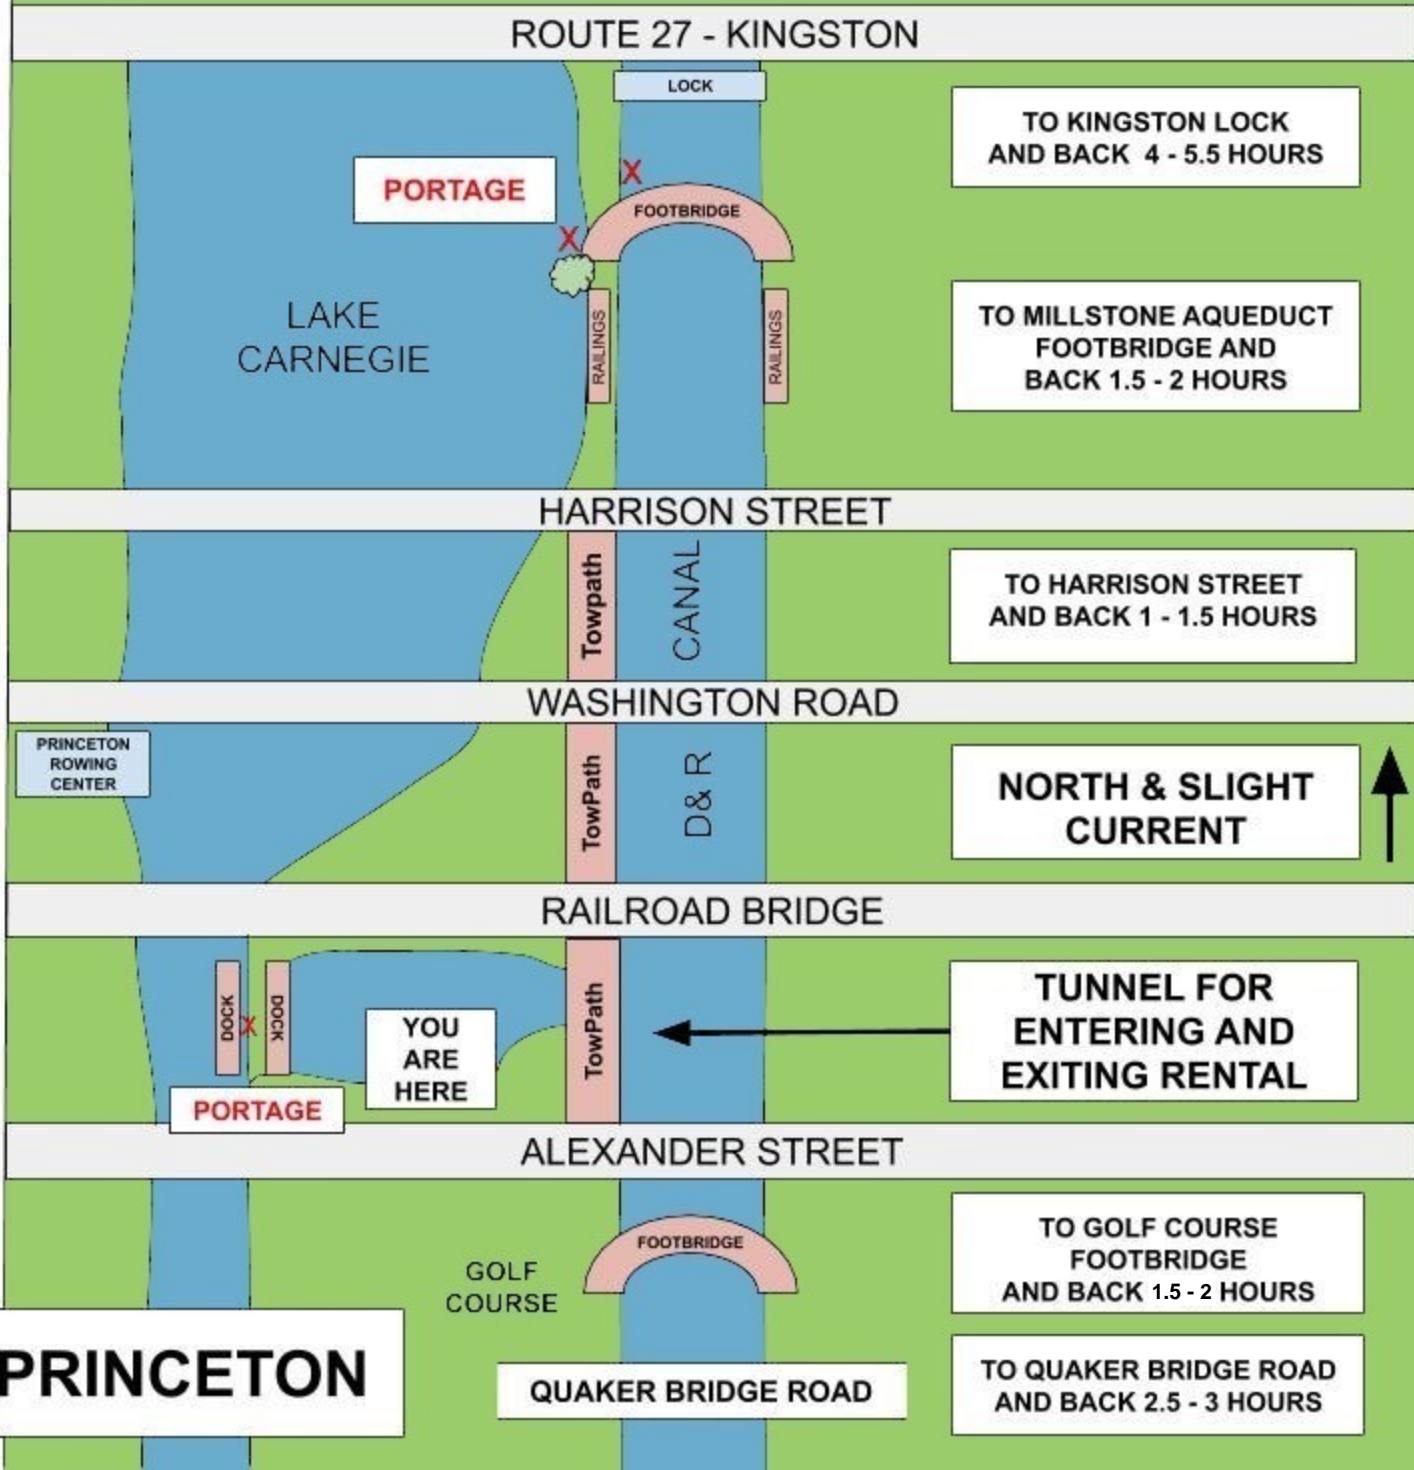 ROUTE 27 - KINGSTON
LOCK
TO KINGSTON LOCK
AND BACK 4 - 5.5 HOURS
X
PORTAGE
FOOTBRIDGE
X
LAKE
CARNEGIE
RAILINGS
RAILINGS
TO MILLSTONE AQUEDUCT
FOOTBRIDGE AND
BACK 1.5 - 2 HOURS
HARRISON STREET
Towpath
CANAL
TO HARRISON STREET
AND BACK 1 - 1.5 HOURS
WASHINGTON ROAD
PRINCETON
ROWING
CENTER
TowPath
D& R
NORTH & SLIGHT
CURRENT
RAILROAD BRIDGE
DOCK
X
DOCK
YOU
ARE
HERE
TowPath
TUNNEL FOR
ENTERING AND
EXITING RENTAL
PORTAGE
ALEXANDER STREET
FOOTBRIDGE
GOLF
COURSE
TO GOLF COURSE
FOOTBRIDGE
AND BACK 1.5 - 2 HOURS
PRINCETON
QUAKER BRIDGE ROAD
TO QUAKER BRIDGE ROAD
AND BACK 2.5 - 3 HOURS